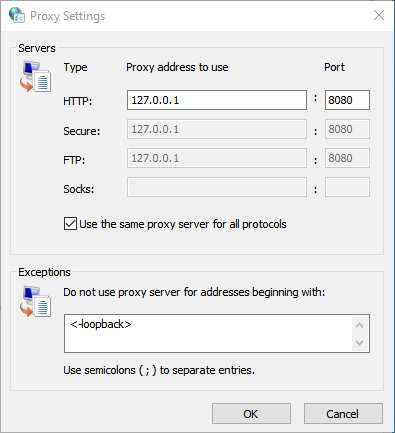 Proxy Settings
Servers
Type Proxy address to use Port
HTTP: 127.0.0.1 : 8080
Secure: 127.0.0.1 : 8080
FTP: 127.0.0.1 : 8080
Socks: :
Use the same proxy server for all protocols
Exceptions
Do not use proxy server for addresses beginning with:
<-loopback>
Use semicolons ( ; ) to separate entries.
OK Cancel